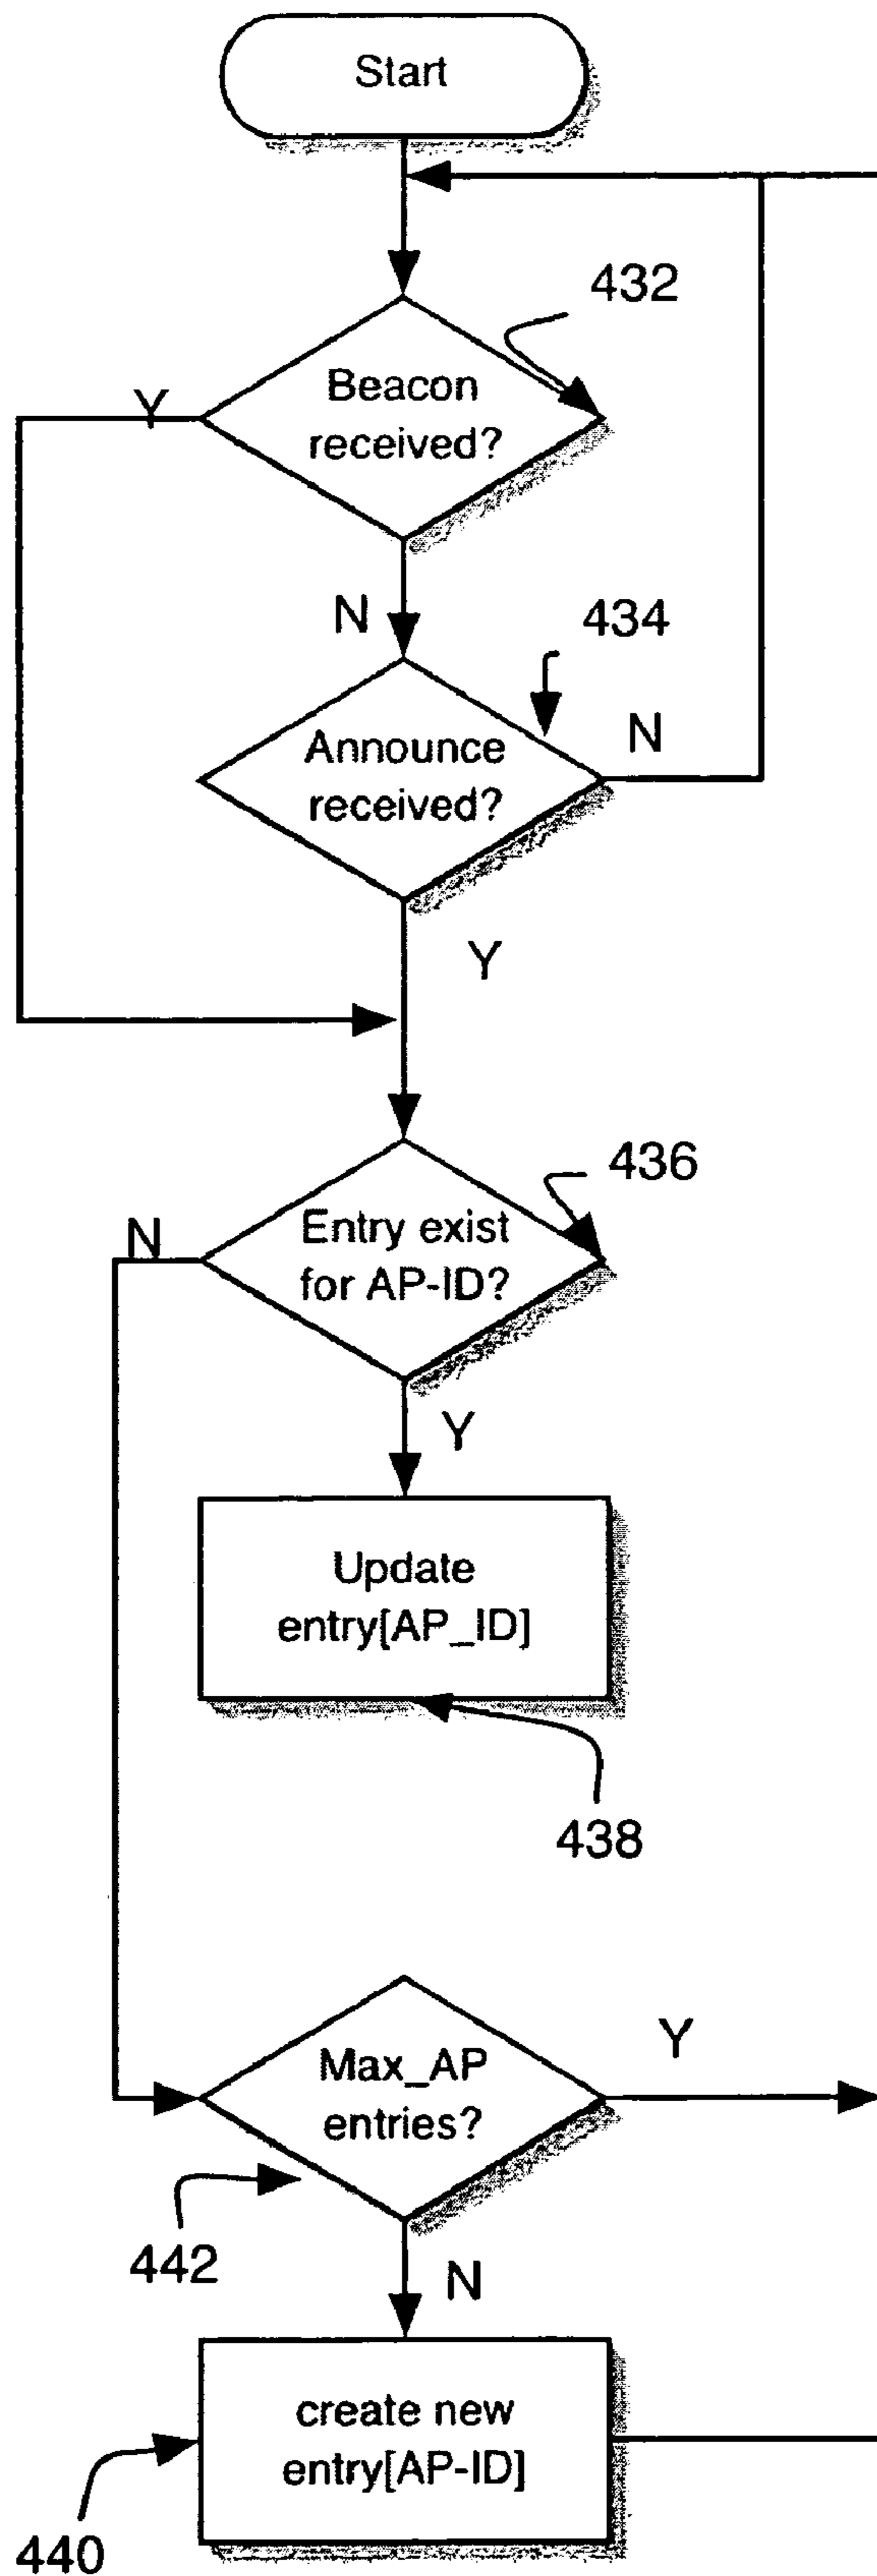 Start
432
Beacon
received?
Y
N
434
Announce
received?
N
Y
436
Entry exist
for AP-ID?
N
Y
Update
entry[AP_ID]
438
Max_AP
entries?
Y
442
N
create new
entry[AP-ID]
440